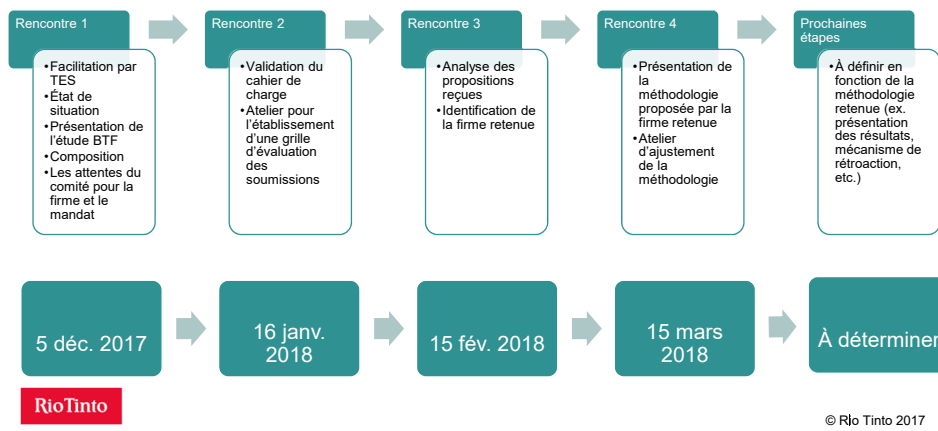 Rencontre 1
•Facilitation par
TES
•État de
situation
•Présentation de
l'étude BTF
•Composition
•Les attentes du
comité pour la
firme et le
mandat
Rencontre 2
•Validation du
cahier de
charge
•Atelier pour
l'établissement
d'une grille
d'évaluation
des
soumissions
Rencontre 3
•Analyse des
propositions
reçues
•Identification de
la firme retenue
Rencontre 4
•Présentation de
la
méthodologie
proposée par la
firme retenue
•Atelier
d'ajustement
de la
méthodologie
Prochaines
étapes
•À définir en
fonction de la
méthodologie
retenue (ex.
présentation
des résultats,
mécanisme de
rétroaction,
etc.)
5 déc. 2017
16 janv.
2018
15 fév. 2018
15 mars
2018
À déterminer
RioTinto
© Rio Tinto 2017